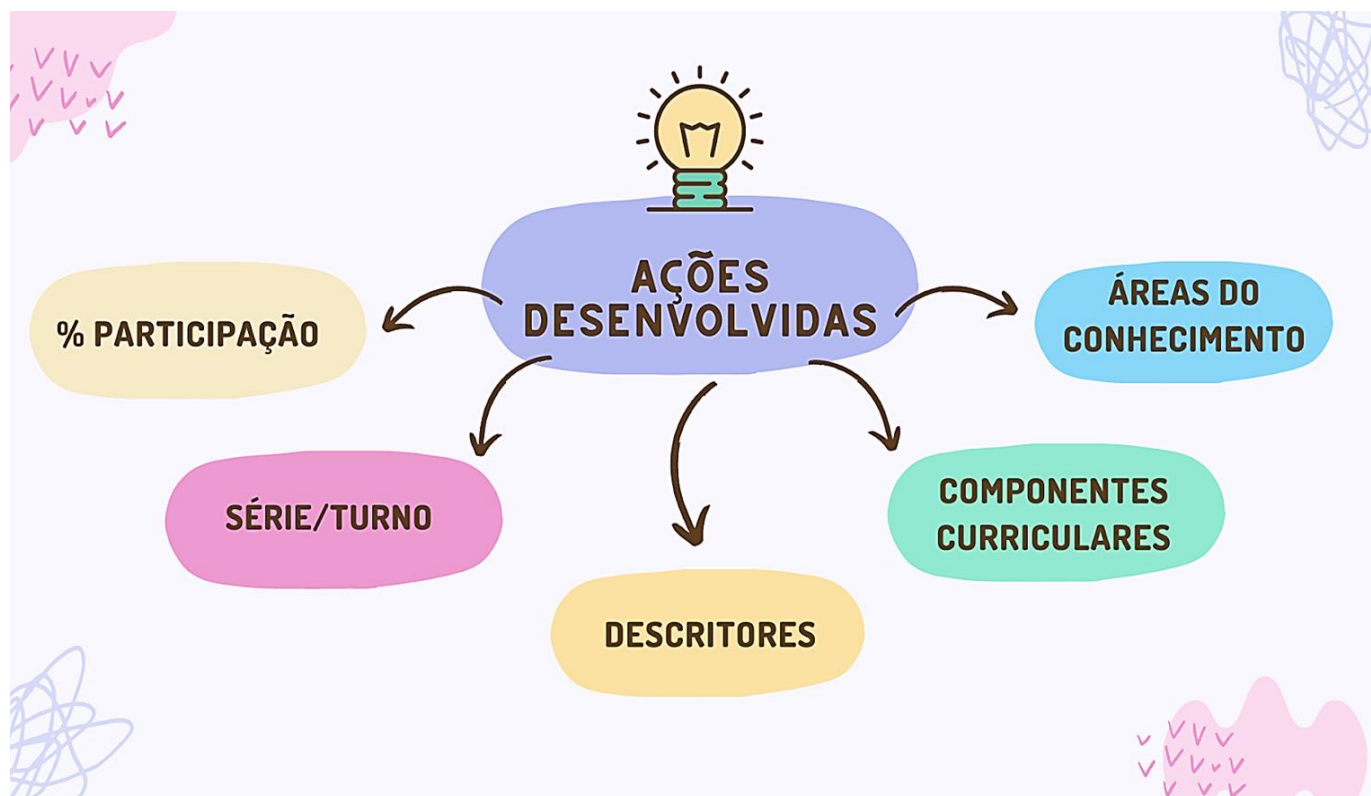 AÇÕES
DESENVOLVIDAS
% PARTICIPAÇÃO
ÁREAS DO
CONHECIMENTO
SÉRIE/TURNO
COMPONENTES
CURRICULARES
DESCRITORES